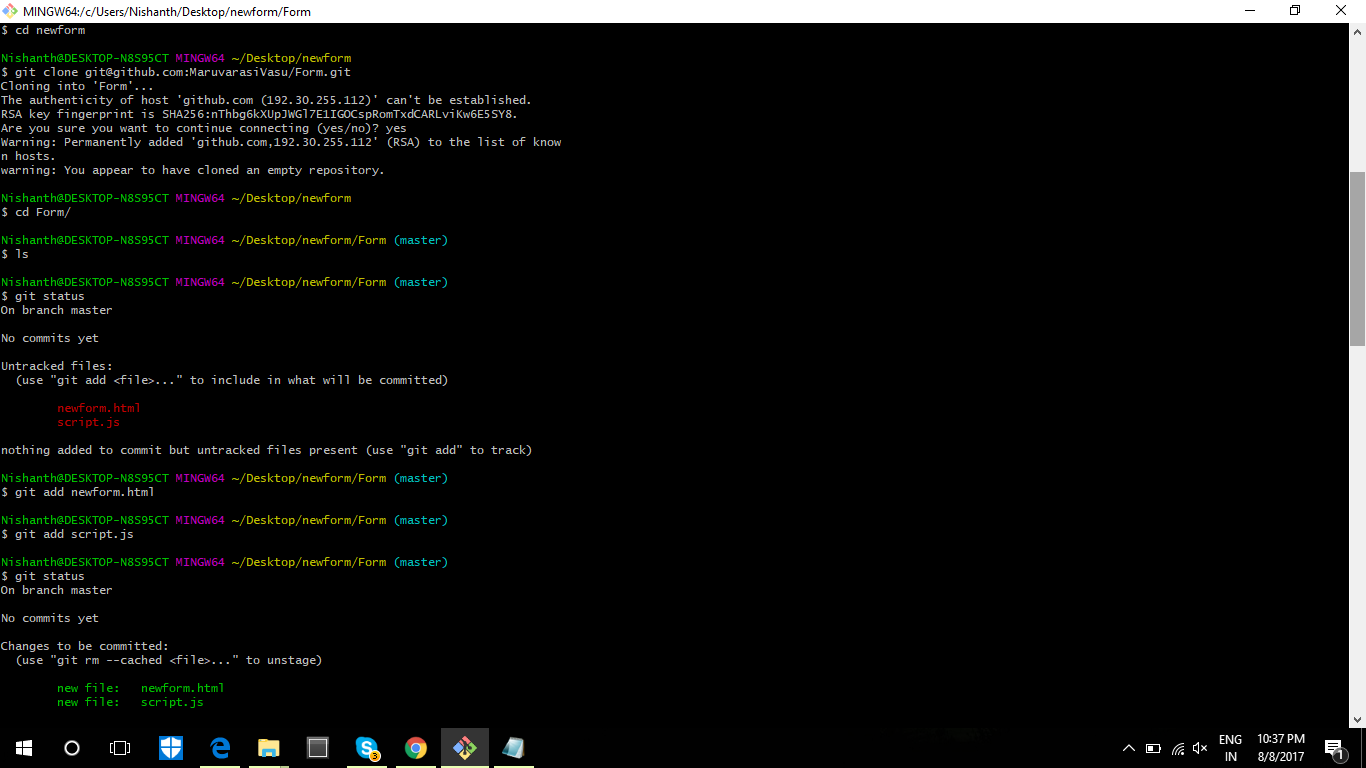 MINGW64:/c/Users/Nishanth/Desktop/newform/Form
$ cd newform
Nishanth@DESKTOP-N8S95CT MINGW64 ~/Desktop/newform
$ git clone git@github.com:MaruvarasiVasu/Form.git
Cloning into 'Form'...
The authenticity of host 'github.com (192.30.255.112)' can't be established.
RSA key fingerprint is SHA256:nThbg6kXUpJWGl7E1IGOCspRomTxdCARLviKw6E5SY8.
Are you sure you want to continue connecting (yes/no)? yes
Warning: Permanently added 'github.com,192.30.255.112' (RSA) to the list of know
n hosts.
warning: You appear to have cloned an empty repository.
Nishanth@DESKTOP-N8S95CT MINGW64 ~/Desktop/newform
$ cd Form/
Nishanth@DESKTOP-N8S95CT MINGW64 ~/Desktop/newform/Form (master)
$ ls
Nishanth@DESKTOP-N8S95CT MINGW64 ~/Desktop/newform/Form (master)
$ git status
On branch master
No commits yet
Untracked files:
(use "git add <file>..." to include in what will be committed)
newform.html
script.js
nothing added to commit but untracked files present (use "git add" to track)
Nishanth@DESKTOP-N8S95CT MINGW64 ~/Desktop/newform/Form (master)
$ git add newform.html
Nishanth@DESKTOP-N8S95CT MINGW64 ~/Desktop/newform/Form (master)
$ git add script.js
Nishanth@DESKTOP-N8S95CT MINGW64 ~/Desktop/newform/Form (master)
$ git status
On branch master
No commits yet
Changes to be committed:
(use "git rm --cached <file>..." to unstage)
new file: newform.html
new file: script.js
3
ENG
IN
10:37 PM
8/8/2017
1